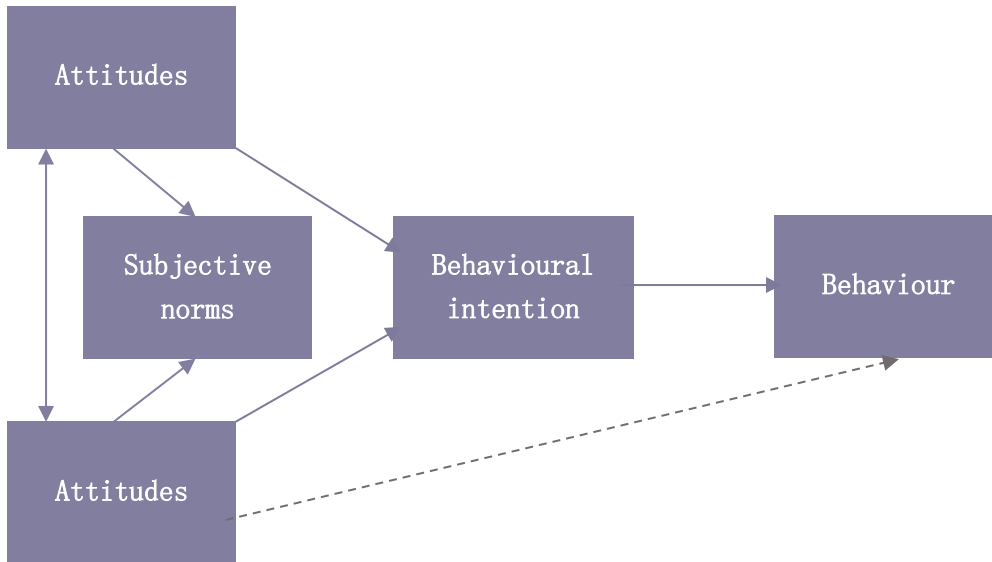 Attitudes
Subjective
norms
Behavioural
intention
Behaviour
Attitudes